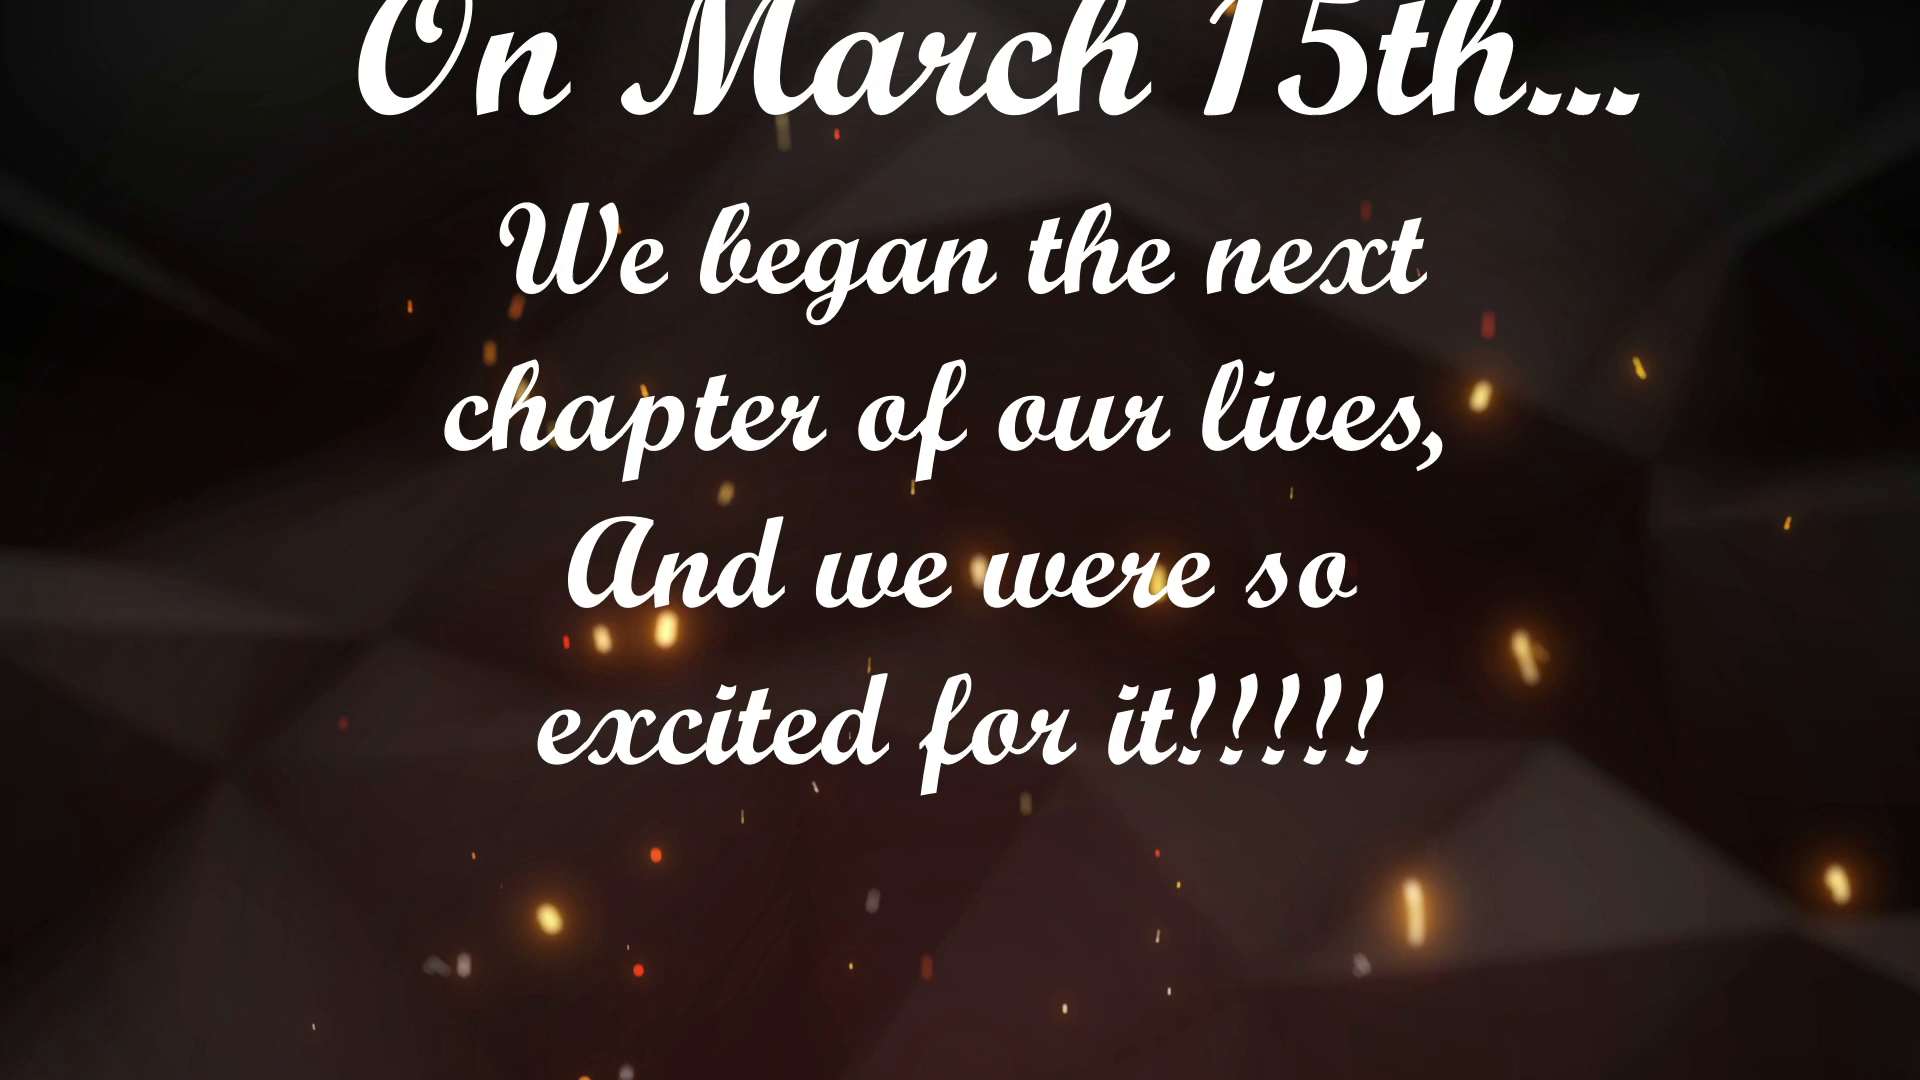 On March 15th...
We began the next
chapter of our lives,
And we were so
excited for it!!!!!